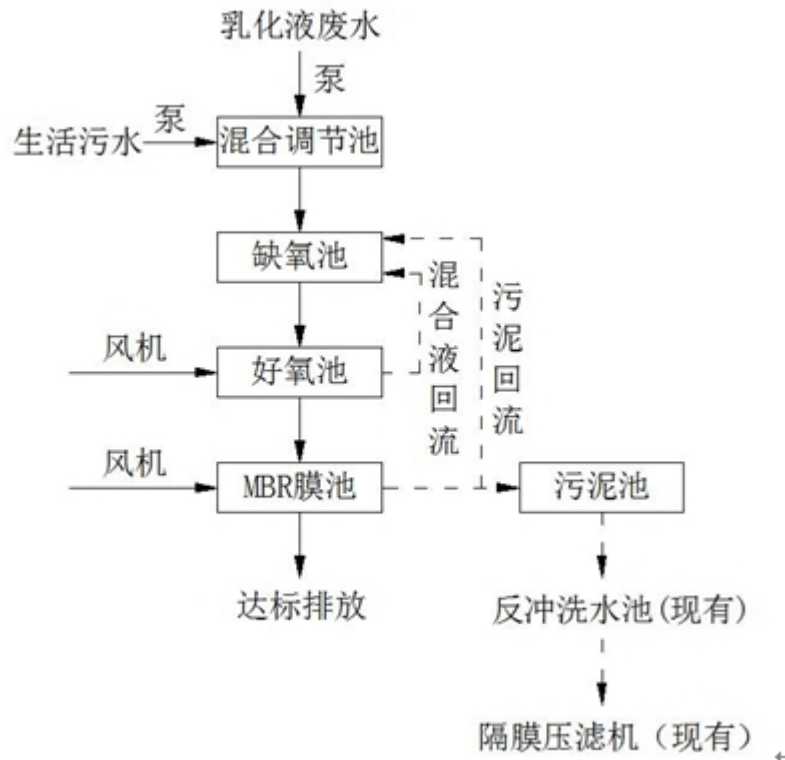 乳化液废水
泵
生活污水
泵
混合调节池
缺氧池
混合液回流
污泥回流
风机
好氧池
风机
MBR膜池
污泥池
达标排放
反冲洗水池(现有)
隔膜压滤机（现有）